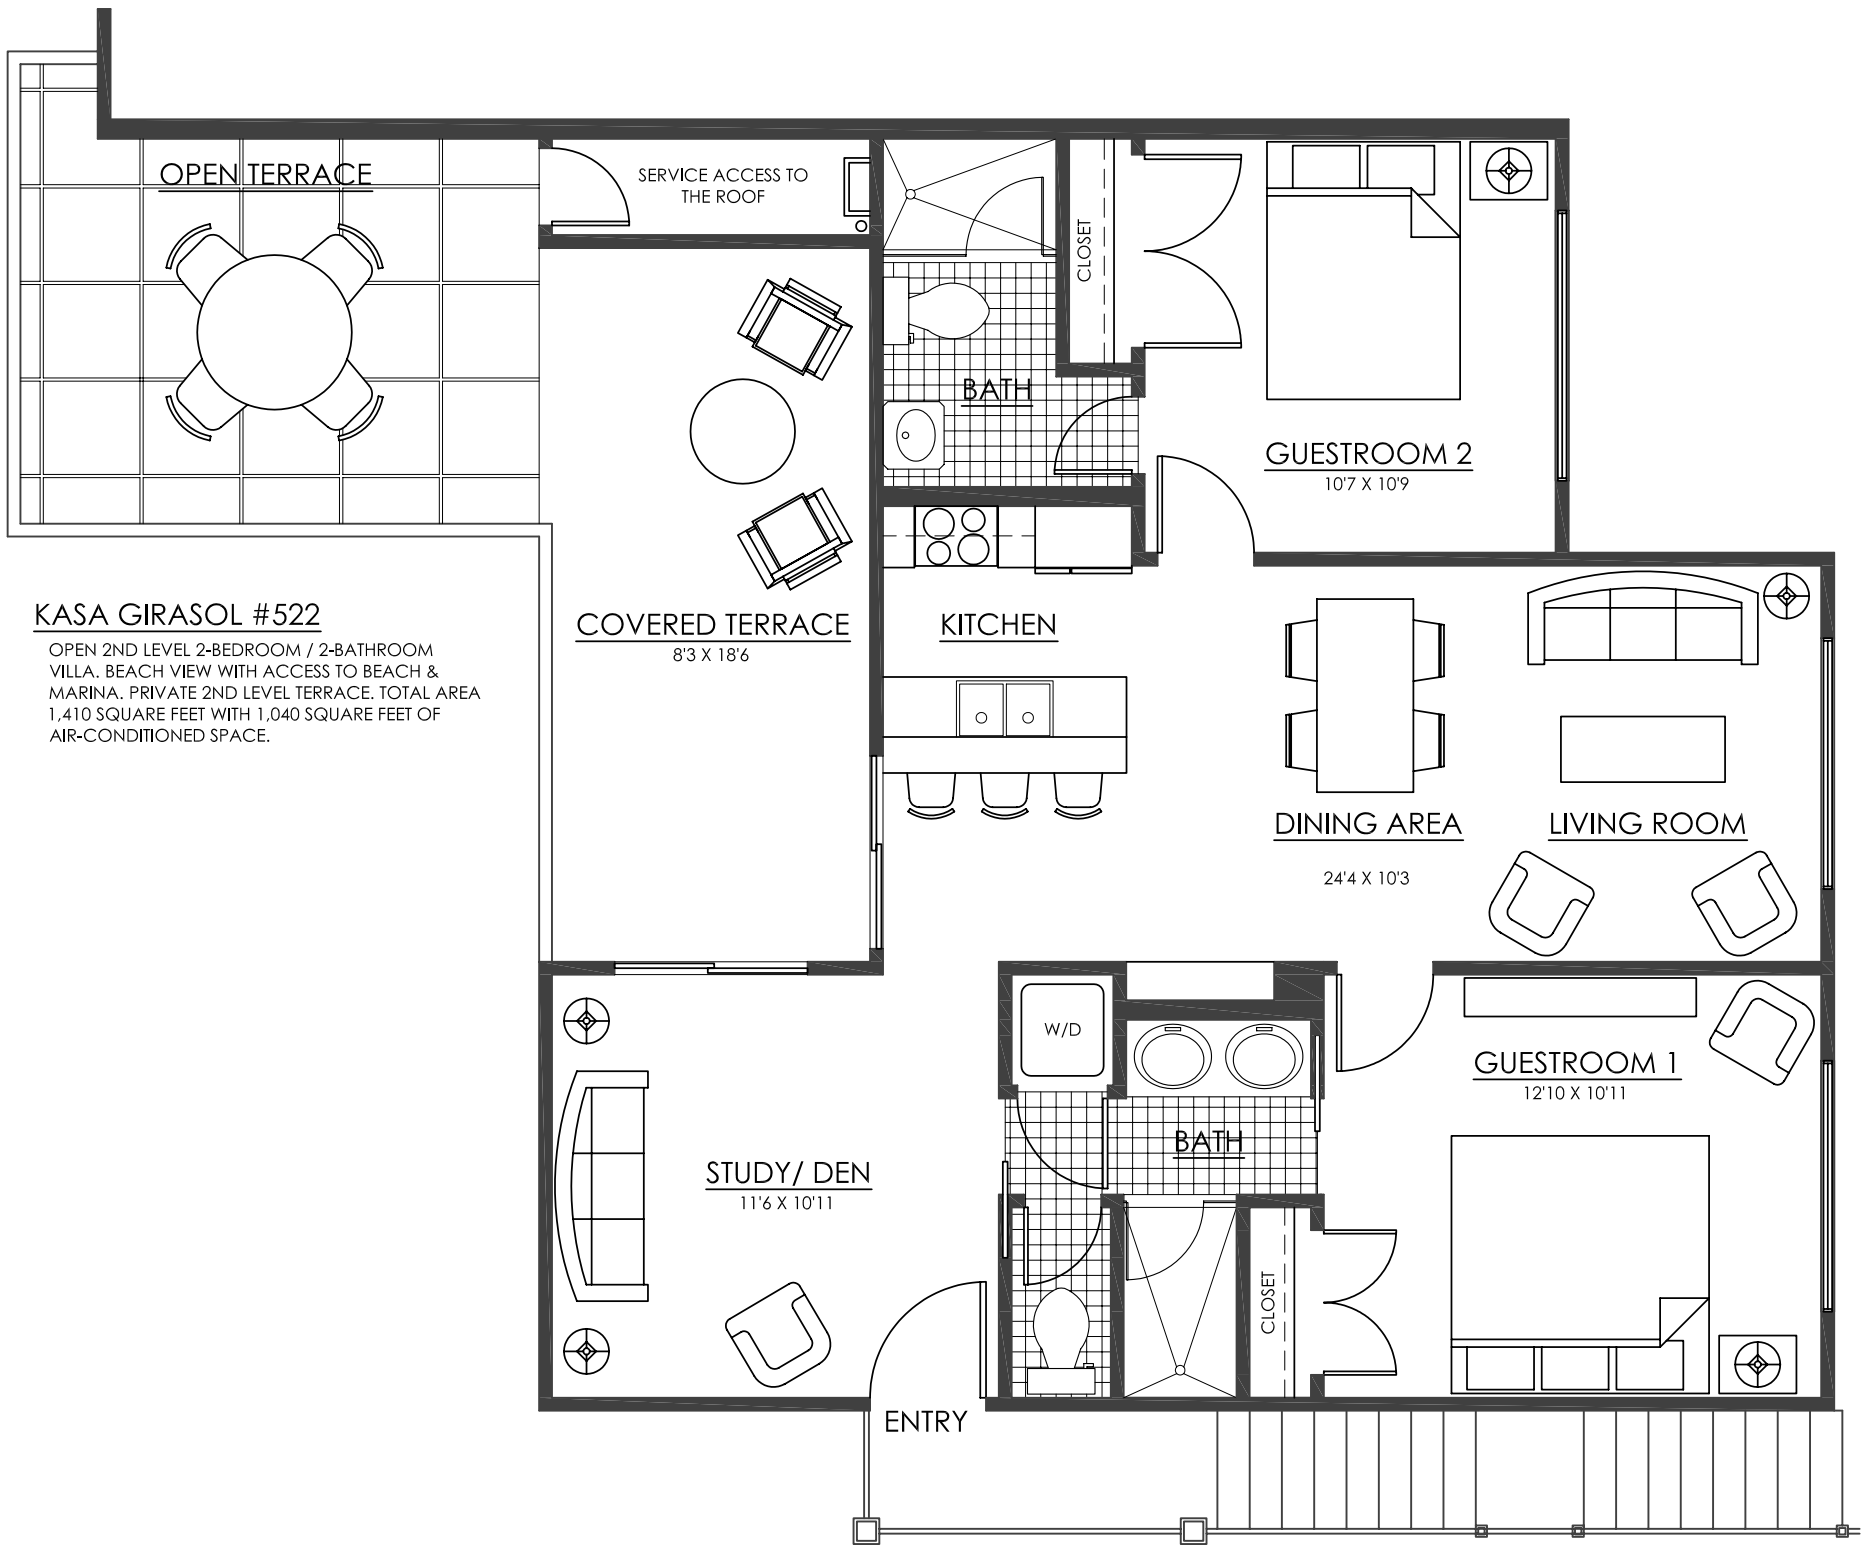 OPEN TERRACE
SERVICE ACCESS TO
THE ROOF
CLOSET
BATH
GUESTROOM 2
10'7 X 10'9
KASA GIRASOL #522
OPEN 2ND LEVEL 2-BEDROOM / 2-BATHROOM
VILLA. BEACH VIEW WITH ACCESS TO BEACH &
MARINA. PRIVATE 2ND LEVEL TERRACE. TOTAL AREA
1,410 SQUARE FEET WITH 1,040 SQUARE FEET OF
AIR-CONDITIONED SPACE.
COVERED TERRACE
8'3 X 18'6
KITCHEN
DINING AREA
LIVING ROOM
24'4 X 10'3
W/D
GUESTROOM 1
12'10 X 10'11
BATH
STUDY/ DEN
11'6 X 10'11
CLOSET
ENTRY